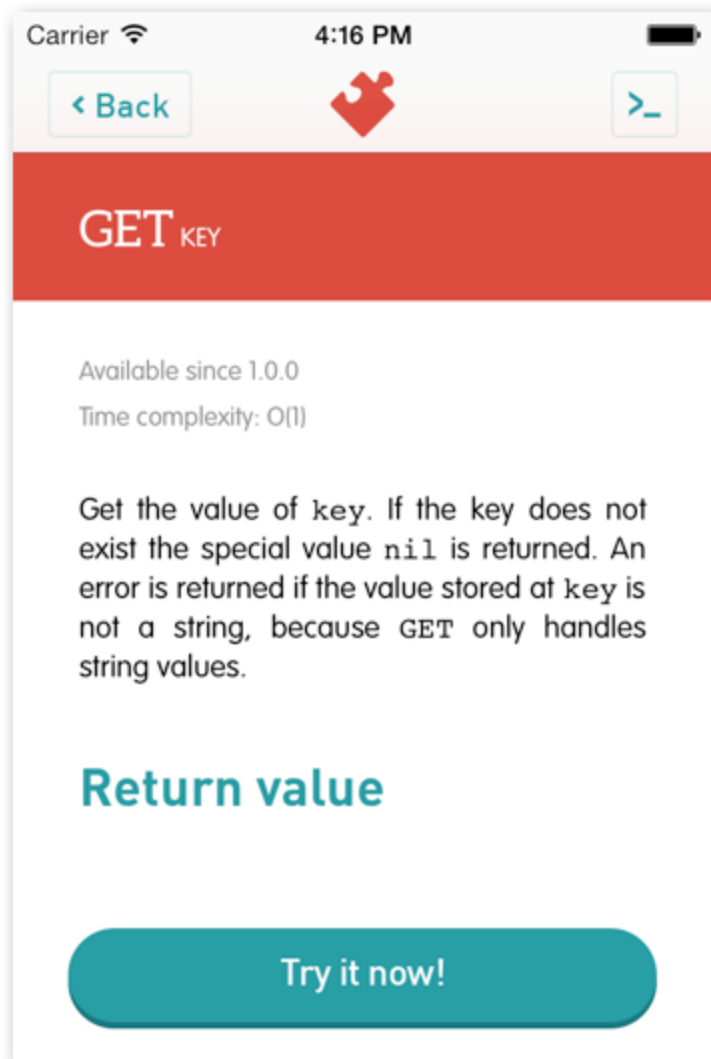 Carrier 4:16 PM
< Back >_
GET KEY
Available since 1.0.0
Time complexity: O(1)
Get the value of key. If the key does not
exist the special value nil is returned. An
error is returned if the value stored at key is
not a string, because GET only handles
string values.
Return value
Try it now!